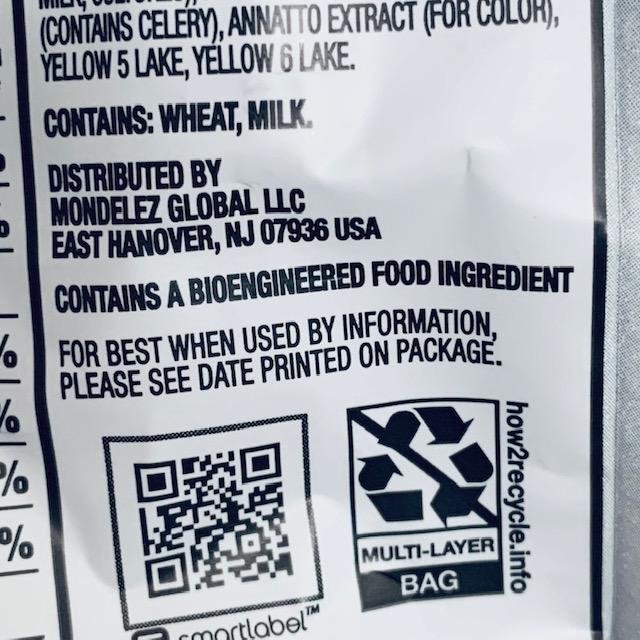 MILK,
(CONTAINS CELERY), ANNATTO EXTRACT (FOR COLOR),
YELLOW 5 LAKE, YELLOW 6 LAKE.
CONTAINS: WHEAT, MILK.
DISTRIBUTED BY
MONDELEZ GLOBAL LLC
EAST HANOVER, NJ 07936 USA
CONTAINS A BIOENGINEERED FOOD INGREDIENT
FOR BEST WHEN USED BY INFORMATION,
PLEASE SEE DATE PRINTED ON PACKAGE.
%
%
%
%
how2recycle.info
MULTI-LAYER
BAG
smartlabel™